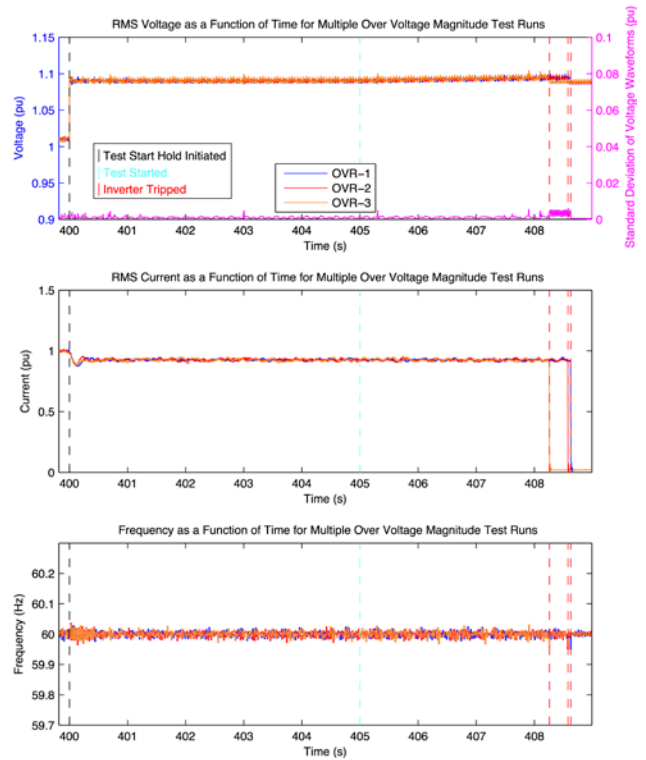 RMS Voltage as a Function of Time for Multiple Over Voltage Magnitude Test Runs
1.15
1.1
1.05
1
0.95
0.9
Voltage (pu)
0.1
0.08
0.06
0.04
0.02
0
Standard Deviation of Voltage Waveforms (pu)
Test Start Hold Initiated
Test Started
Inverter Tripped
OVR-1
OVR-2
OVR-3
400 401 402 403 404 405 406 407 408
Time (s)
RMS Current as a Function of Time for Multiple Over Voltage Magnitude Test Runs
1.5
1
0.5
0
Current (pu)
400 401 402 403 404 405 406 407 408
Time (s)
Frequency as a Function of Time for Multiple Over Voltage Magnitude Test Runs
60.2
60.1
60
59.9
59.8
59.7
Frequency (Hz)
400 401 402 403 404 405 406 407 408
Time (s)